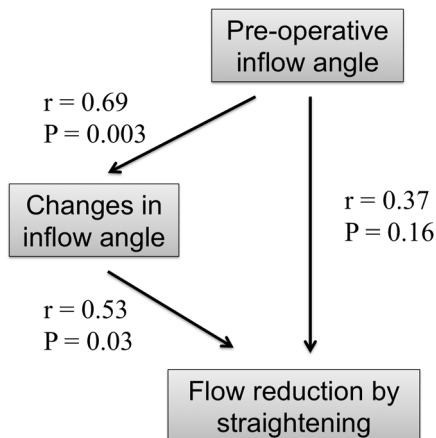 Pre-operative
inflow angle
r = 0.69
P = 0.003
Changes in
inflow angle
r = 0.37
P = 0.16
r = 0.53
P = 0.03
Flow reduction by
straightening